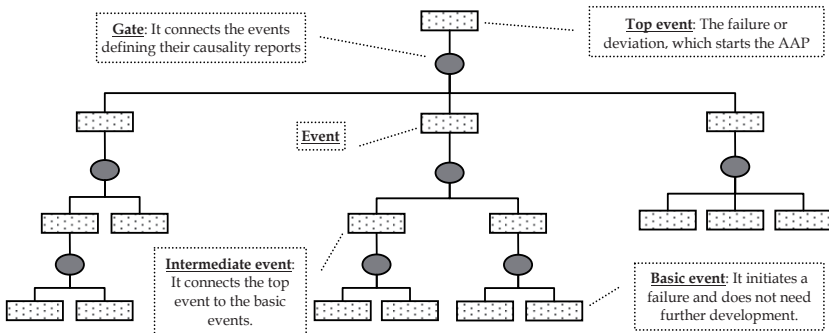 Gate: It connects the events
defining their causality reports
Top event: The failure or
deviation, which starts the AAP
Event
Intermediate event:
It connects the top
event to the basic
events.
Basic event: It initiates a
failure and does not need
further development.